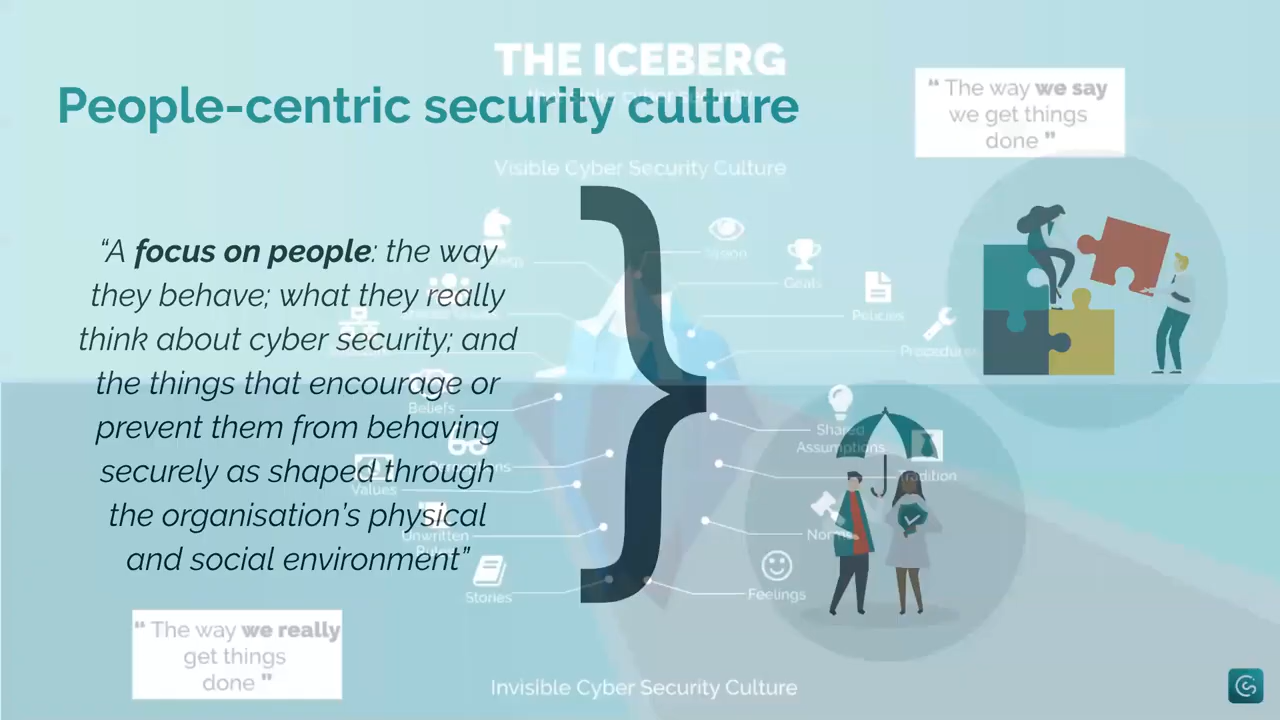 THE ICEBERG
People-centric security culture
“ The way we say
we get things
done ”
Visible Cyber Security Culture
“A focus on people: the way
they behave; what they really
think about cyber security; and
the things that encourage or
prevent them from behaving
securely as shaped through
the organisation’s physical
and social environment”
Vision
Goals
Policies
Procedures
Beliefs
Values
Unwritten
Stories
Shared
Assumptions
Tradition
Norms
Feelings
“ The way we really
get things
done ”
Invisible Cyber Security Culture